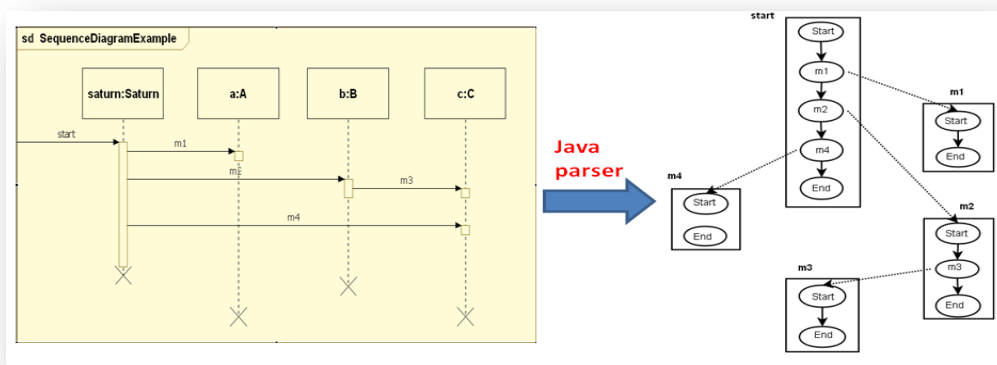 sd SequenceDiagramExample
saturn:Saturn
a:A
b:B
c:C
start
m1
m2
m3
m4
Java
parser
start
Start
m1
m2
m4
End
m1
Start
End
m4
Start
End
m2
Start
m3
End
m3
Start
End